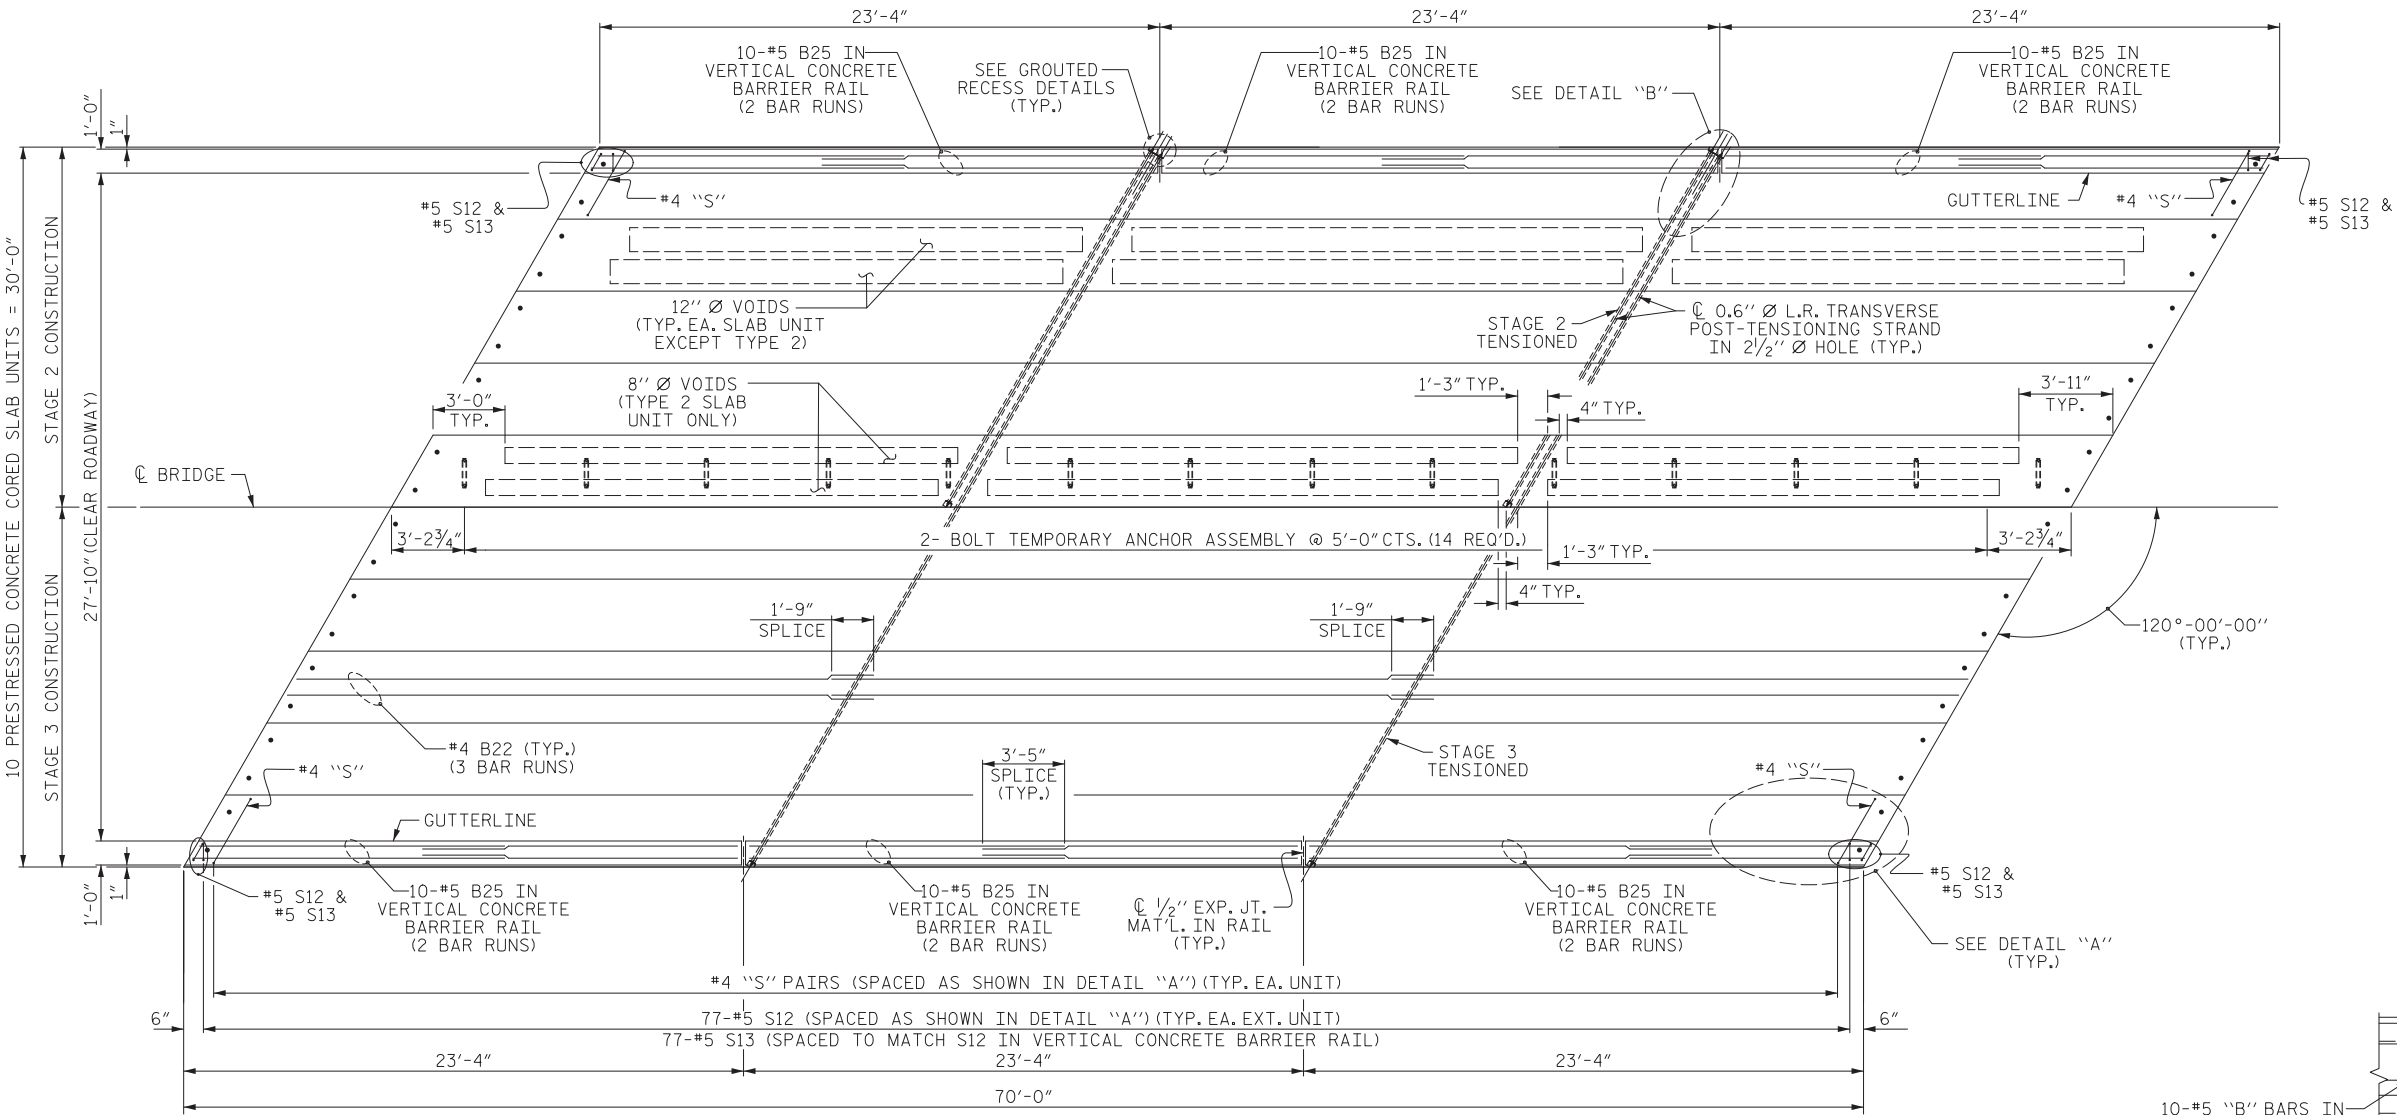 23'-4"
23'-4"
23'-4"
10-#5 B25 IN
VERTICAL CONCRETE
BARRIER RAIL
(2 BAR RUNS)
SEE GROUTED
RECESS DETAILS
(TYP.)
10-#5 B25 IN
VERTICAL CONCRETE
BARRIER RAIL
(2 BAR RUNS)
SEE DETAIL "B"
10-#5 B25 IN
VERTICAL CONCRETE
BARRIER RAIL
(2 BAR RUNS)
1'-0"
1"
#5 S12 &
#5 S13
#4 "S"
GUTTERLINE
#4 "S"
#5 S12 &
#5 S13
10 PRESTRESSED CONCRETE CORED SLAB UNITS = 30'-0"
STAGE 2 CONSTRUCTION
27'-10" (CLEAR ROADWAY)
STAGE 3 CONSTRUCTION
12" Ø VOIDS
(TYP. EA. SLAB UNIT
EXCEPT TYPE 2)
STAGE 2
TENSIONED
℄ 0.6" Ø L.R. TRANSVERSE
POST-TENSIONING STRAND
IN 2 1/2" Ø HOLE (TYP.)
8" Ø VOIDS
(TYPE 2 SLAB
UNIT ONLY)
3'-0"
TYP.
1'-3" TYP.
4" TYP.
3'-11"
TYP.
℄ BRIDGE
3'-2 3/4"
2- BOLT TEMPORARY ANCHOR ASSEMBLY @ 5'-0" CTS. (14 REQ'D.)
1'-3" TYP.
3'-2 3/4"
4" TYP.
1'-9"
SPLICE
1'-9"
SPLICE
120°-00'-00"
(TYP.)
#4 B22 (TYP.)
(3 BAR RUNS)
#4 "S"
3'-5"
SPLICE
(TYP.)
STAGE 3
TENSIONED
#4 "S"
GUTTERLINE
1'-0"
1"
#5 S12 &
#5 S13
10-#5 B25 IN
VERTICAL CONCRETE
BARRIER RAIL
(2 BAR RUNS)
10-#5 B25 IN
VERTICAL CONCRETE
BARRIER RAIL
(2 BAR RUNS)
℄ 1/2" EXP. JT.
MAT'L. IN RAIL
(TYP.)
10-#5 B25 IN
VERTICAL CONCRETE
BARRIER RAIL
(2 BAR RUNS)
#5 S12 &
#5 S13
SEE DETAIL "A"
(TYP.)
#4 "S" PAIRS (SPACED AS SHOWN IN DETAIL "A") (TYP. EA. UNIT)
6"
77-#5 S12 (SPACED AS SHOWN IN DETAIL "A") (TYP. EA. EXT. UNIT)
6"
77-#5 S13 (SPACED TO MATCH S12 IN VERTICAL CONCRETE BARRIER RAIL)
23'-4"
23'-4"
23'-4"
70'-0"
10-#5 "B" BARS IN